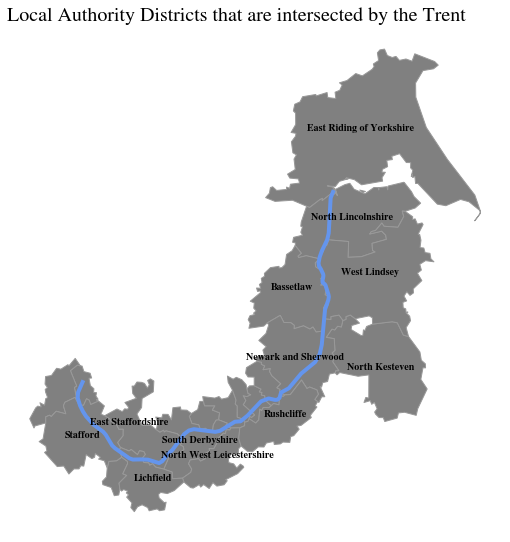 Local Authority Districts that are intersected by the Trent
East Riding of Yorkshire
North Lincolnshire
West Lindsey
Bassetlaw
Newark and Sherwood
North Kesteven
Rushcliffe
East Staffordshire
Stafford
South Derbyshire
North West Leicestershire
Lichfield